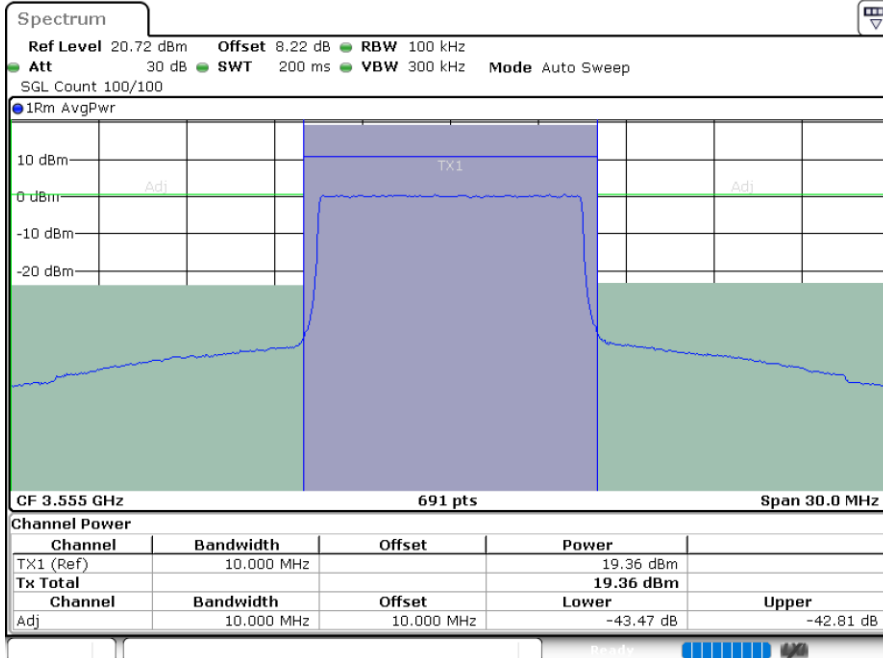 Spectrum
Ref Level 20.72 dBm Offset 8.22 dB RBW 100 kHz
Att 30 dB SWT 200 ms VBW 300 kHz Mode Auto Sweep
SGL Count 100/100
1Rm AvgPwr
10 dBm
TX1
Adj Adj
0 dBm
-10 dBm
-20 dBm
CF 3.555 GHz 691 pts Span 30.0 MHz
Channel Power
Channel Bandwidth Offset Power
TX1 (Ref) 10.000 MHz 19.36 dBm
Tx Total 19.36 dBm
Channel Bandwidth Offset Lower Upper
Adj 10.000 MHz 10.000 MHz -43.47 dB -42.81 dB
Ready